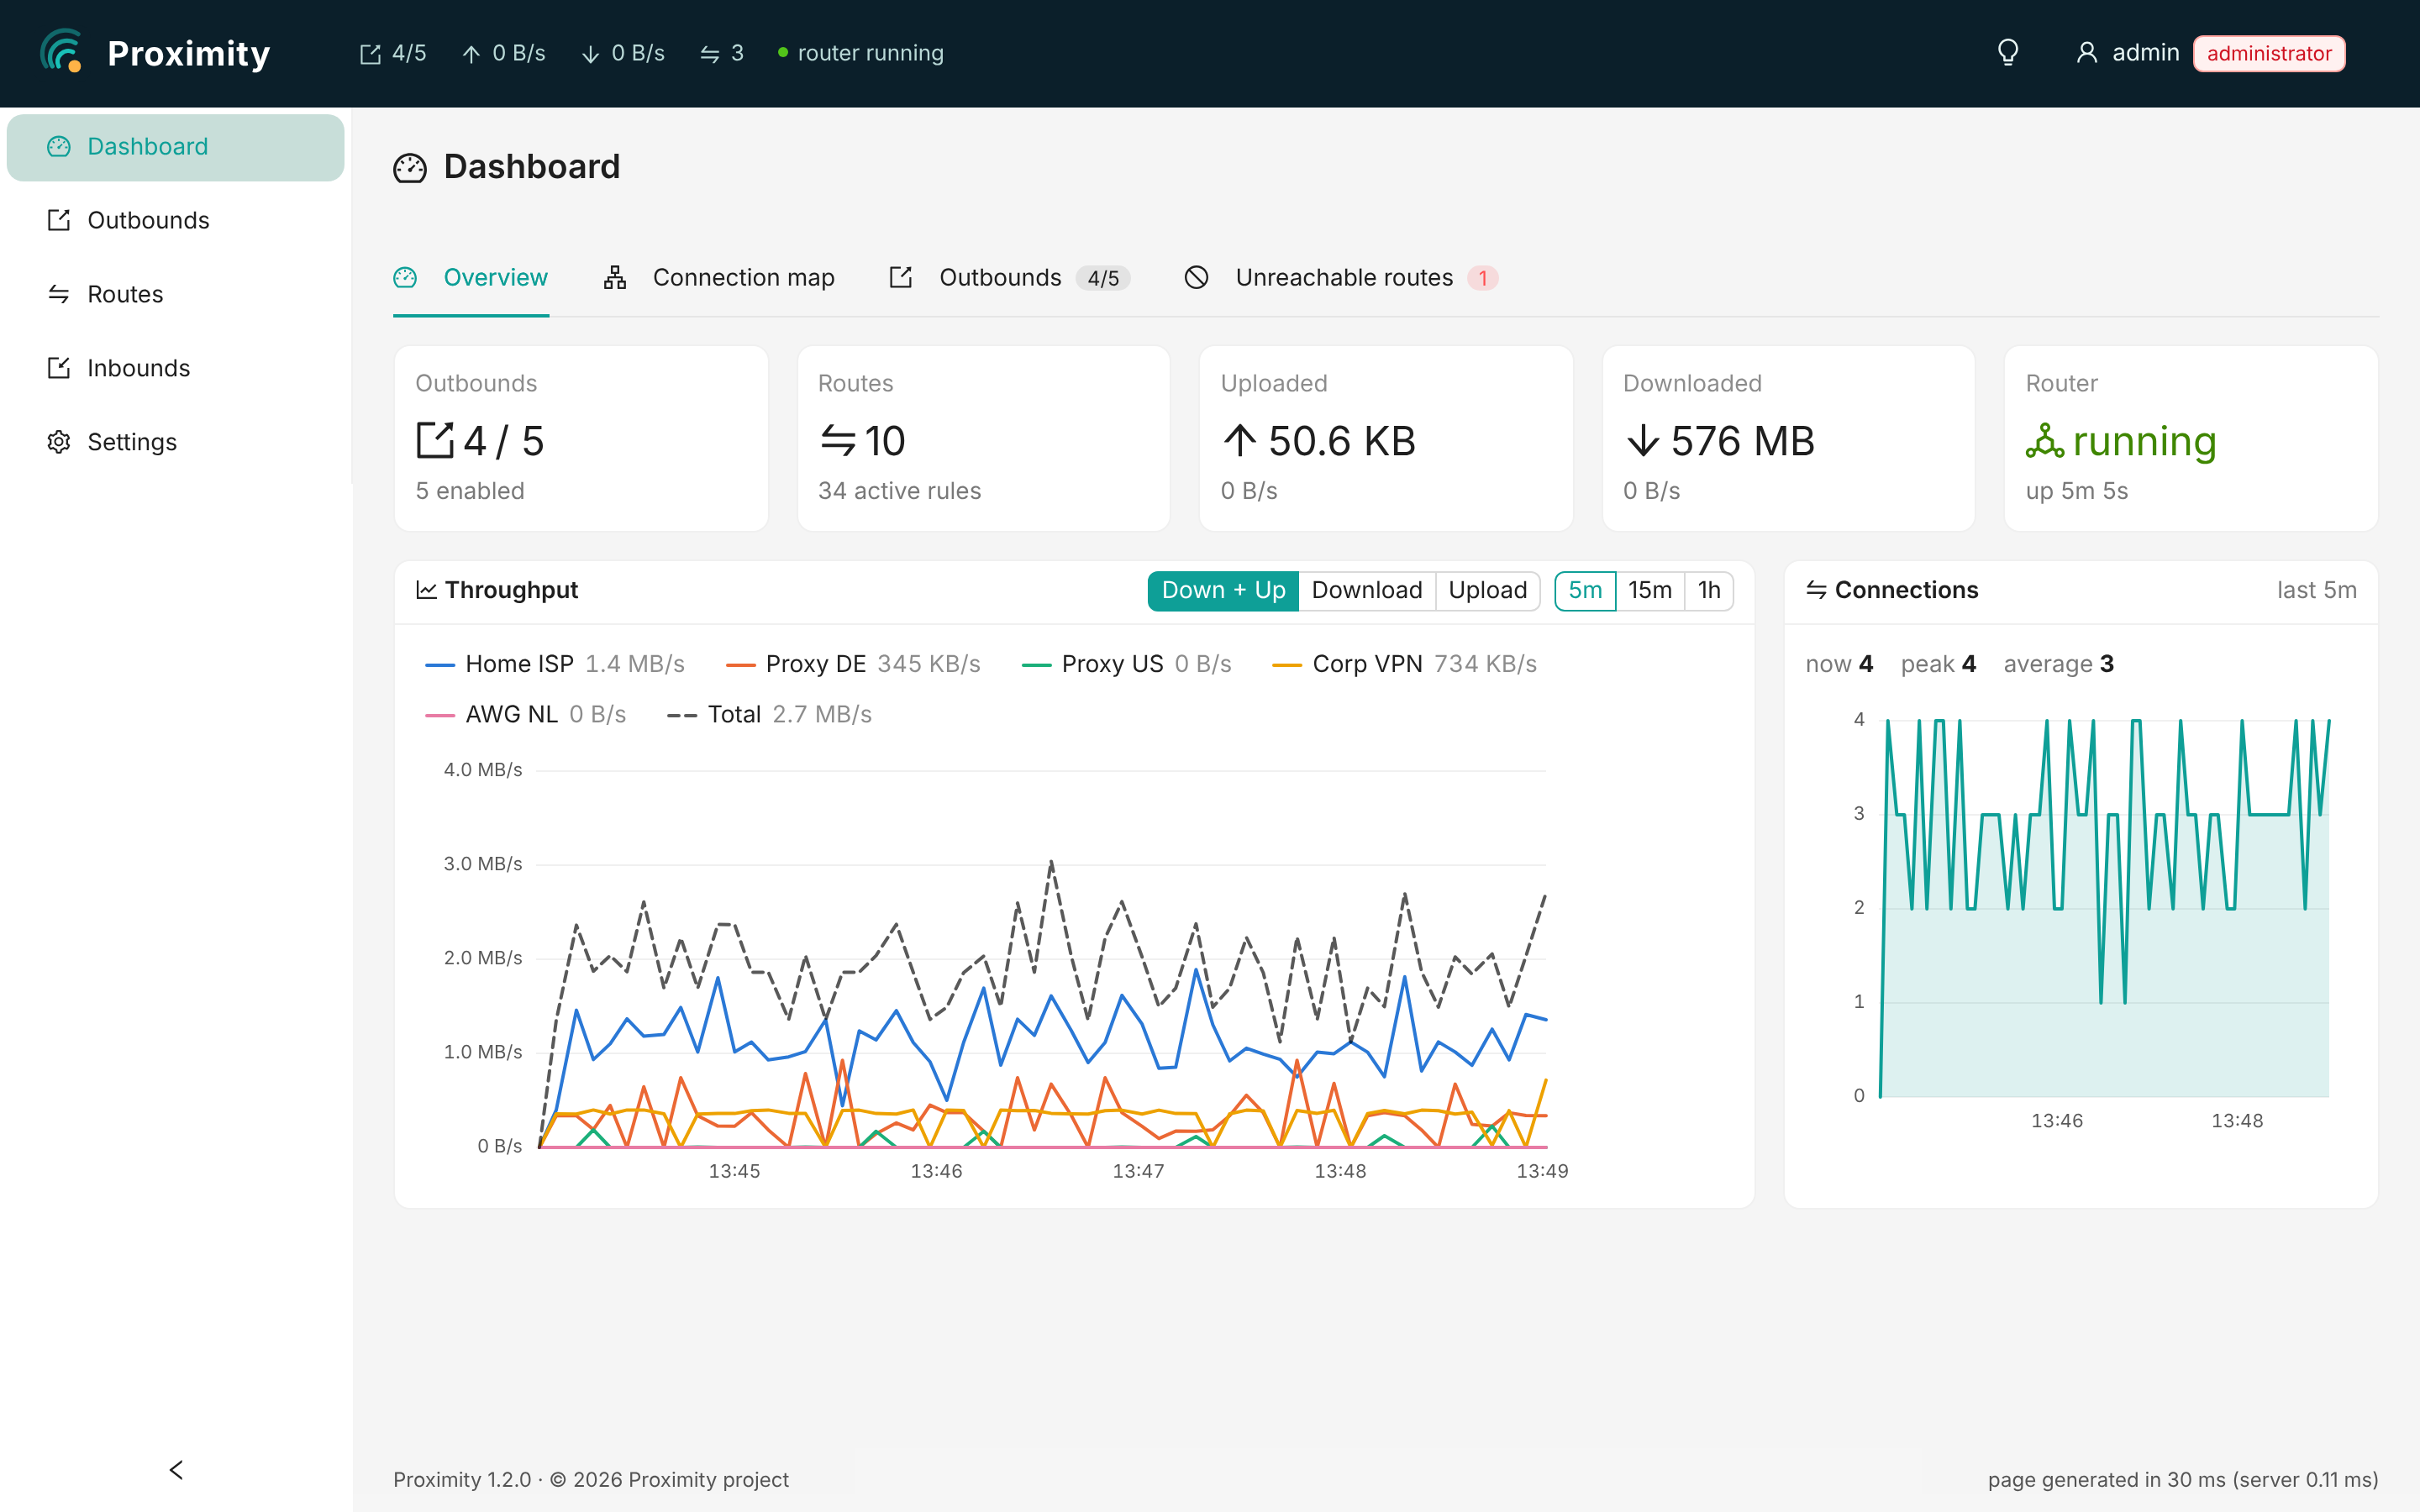 Proximity 4/5 0 B/s 0 B/s 3 router running admin administrator
Dashboard
Outbounds
Routes
Inbounds
Settings
Dashboard
Overview Connection map Outbounds 4/5 Unreachable routes 1
Outbounds
4 / 5
5 enabled
Routes
10
34 active rules
Uploaded
50.6 KB
0 B/s
Downloaded
576 MB
0 B/s
Router
running
up 5m 5s
Throughput Down + Up Download Upload 5m 15m 1h
Home ISP 1.4 MB/s Proxy DE 345 KB/s Proxy US 0 B/s Corp VPN 734 KB/s
AWG NL 0 B/s Total 2.7 MB/s
4.0 MB/s
3.0 MB/s
2.0 MB/s
1.0 MB/s
0 B/s
13:45 13:46 13:47 13:48 13:49
Connections last 5m
now 4 peak 4 average 3
4
3
2
1
0
13:46 13:48
Proximity 1.2.0 · © 2026 Proximity project
page generated in 30 ms (server 0.11 ms)